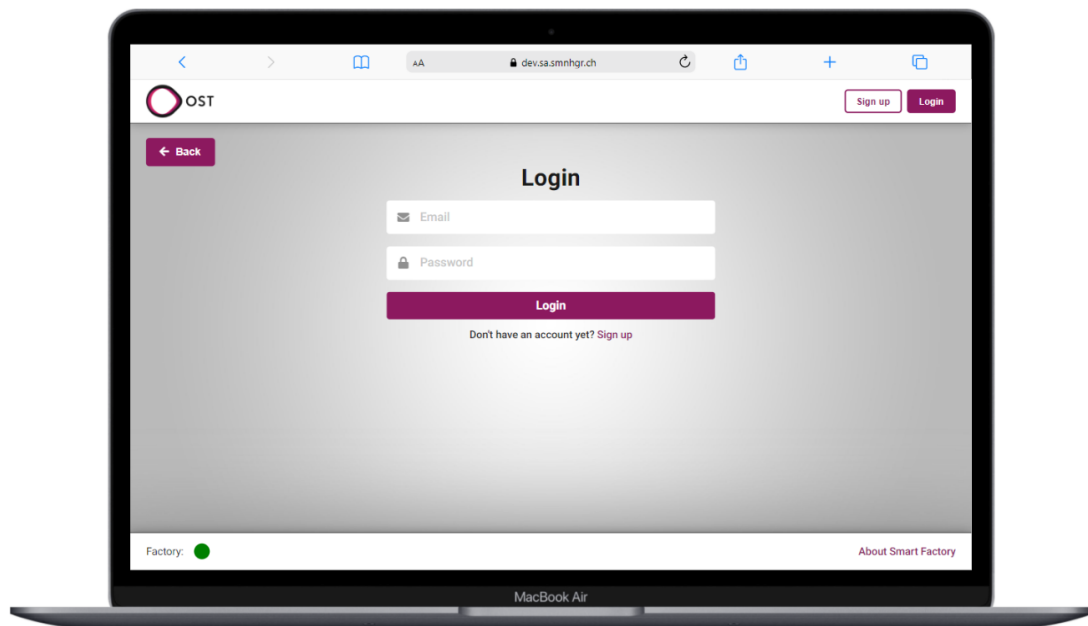 AA dev.sa.smnhgr.ch
OST Sign up Login
Back
Login
Email
Password
Login
Don't have an account yet? Sign up
Factory: About Smart Factory
MacBook Air